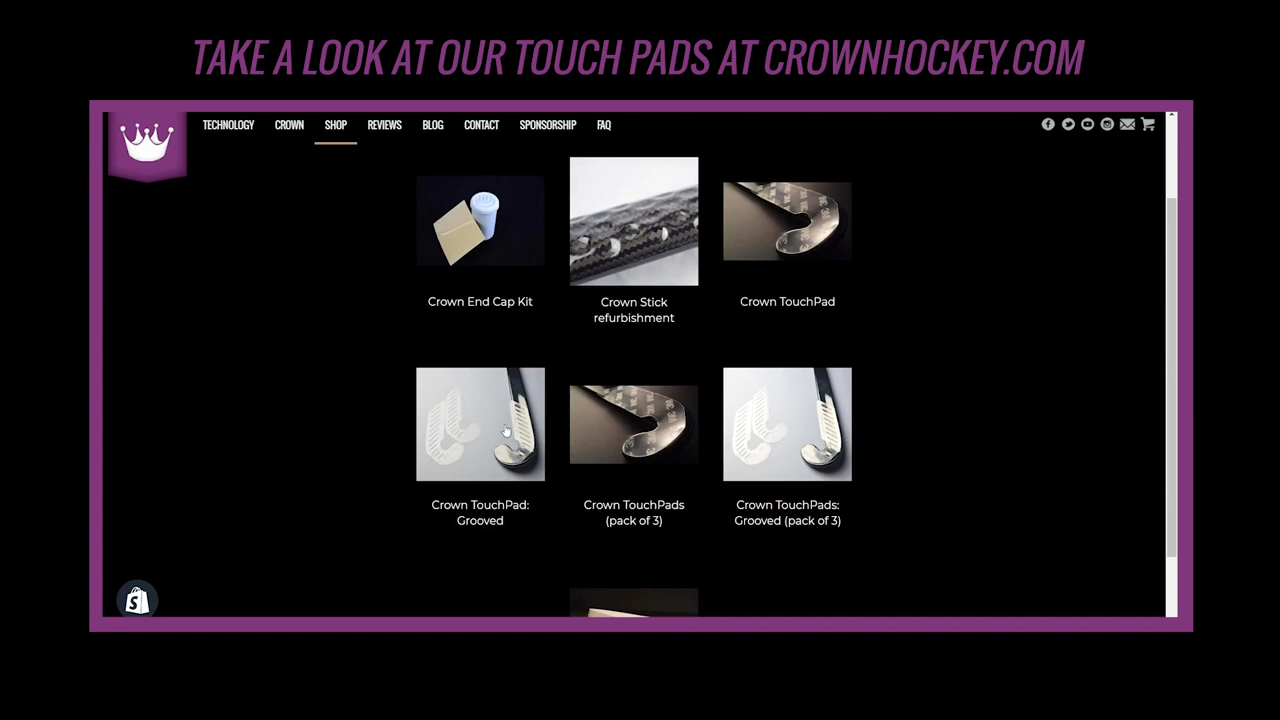 TAKE A LOOK AT OUR TOUCH PADS AT CROWNHOCKEY.COM
TECHNOLOGY CROWN SHOP REVIEWS BLOG CONTACT SPONSORSHIP FAQ
Crown End Cap Kit
Crown Stick
refurbishment
Crown TouchPad
Crown TouchPad:
Grooved
Crown TouchPads
(pack of 3)
Crown TouchPads:
Grooved (pack of 3)